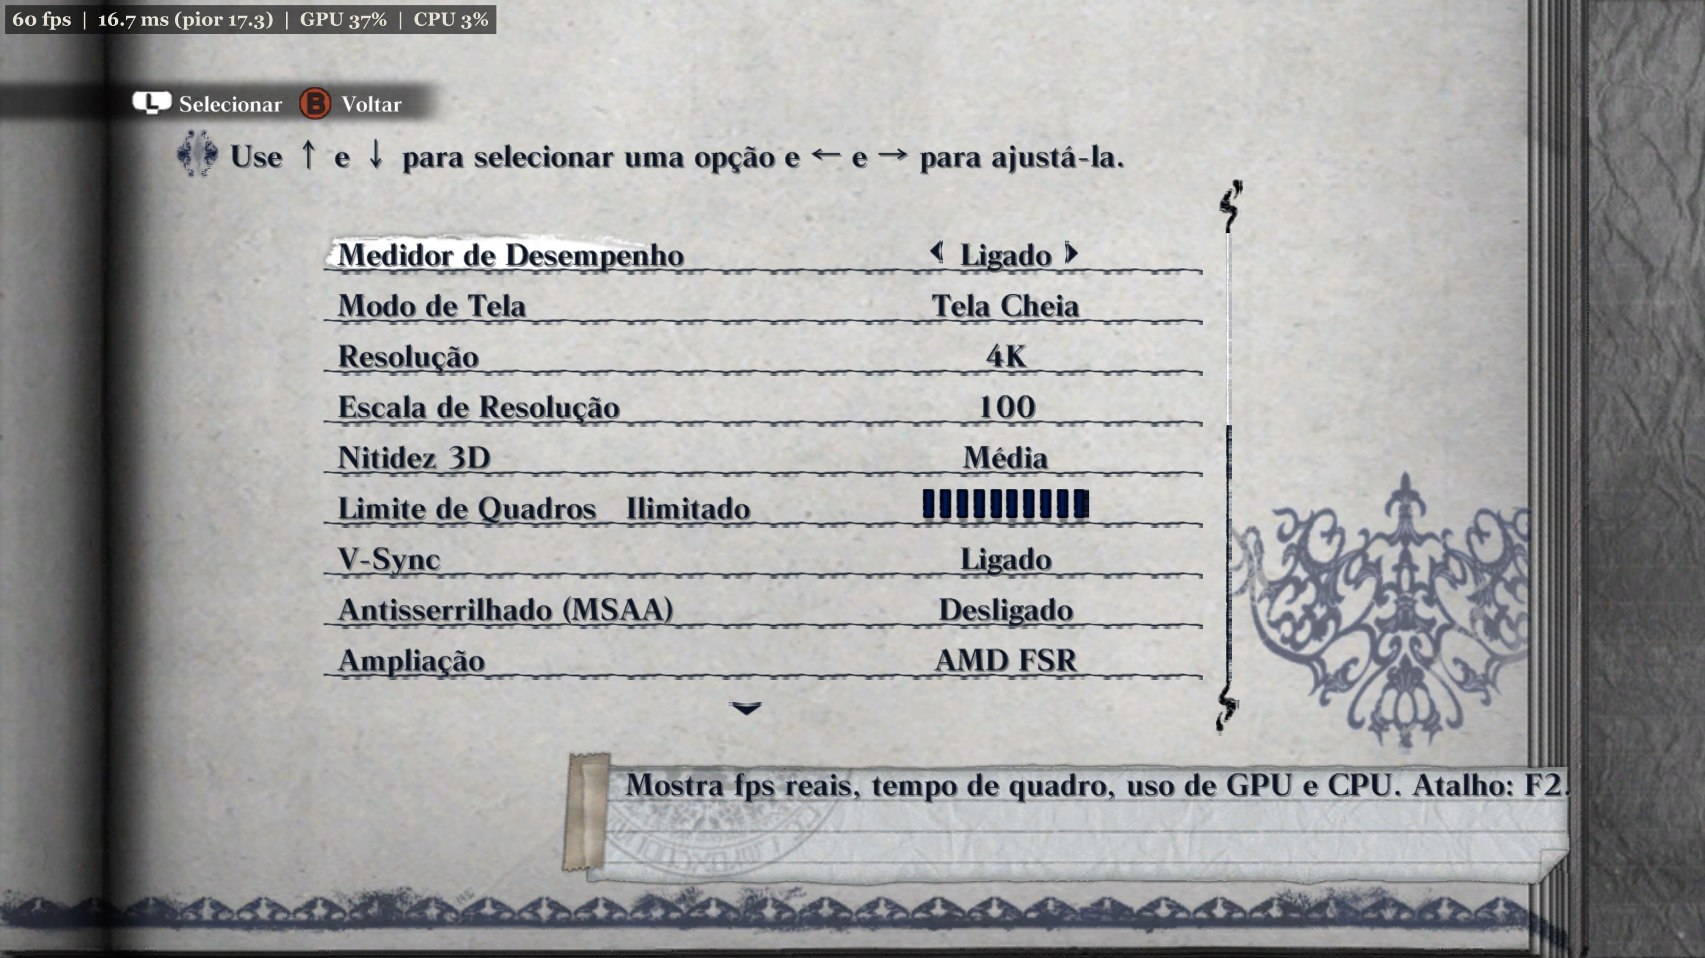 60 fps | 16.7 ms (pior 17.3) | GPU 37% | CPU 3%
L Selecionar B Voltar
Use ↑ e ↓ para selecionar uma opção e ← e → para ajustá-la.
Medidor de Desempenho Ligado
Modo de Tela Tela Cheia
Resolução 4K
Escala de Resolução 100
Nitidez 3D Média
Limite de Quadros Ilimitado
V-Sync Ligado
Antisserrilhado (MSAA) Desligado
Ampliação AMD FSR
Mostra fps reais, tempo de quadro, uso de GPU e CPU. Atalho: F2.